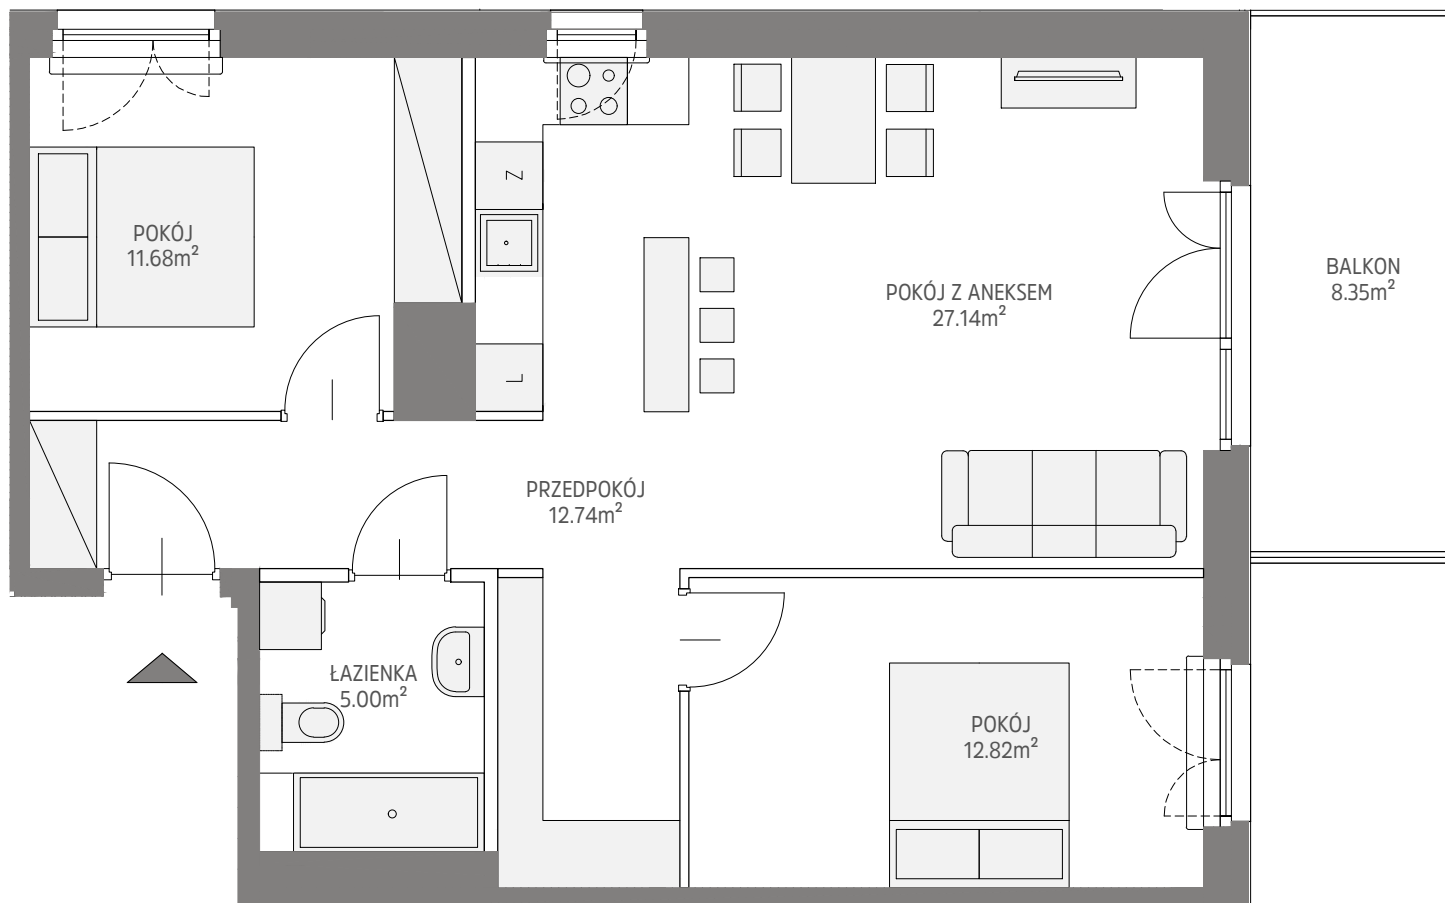 POKÓJ
11.68m²
Z
L
POKÓJ Z ANEKSEM
27.14m²
BALKON
8.35m²
PRZEDPOKÓJ
12.74m²
ŁAZIENKA
5.00m²
POKÓJ
12.82m²